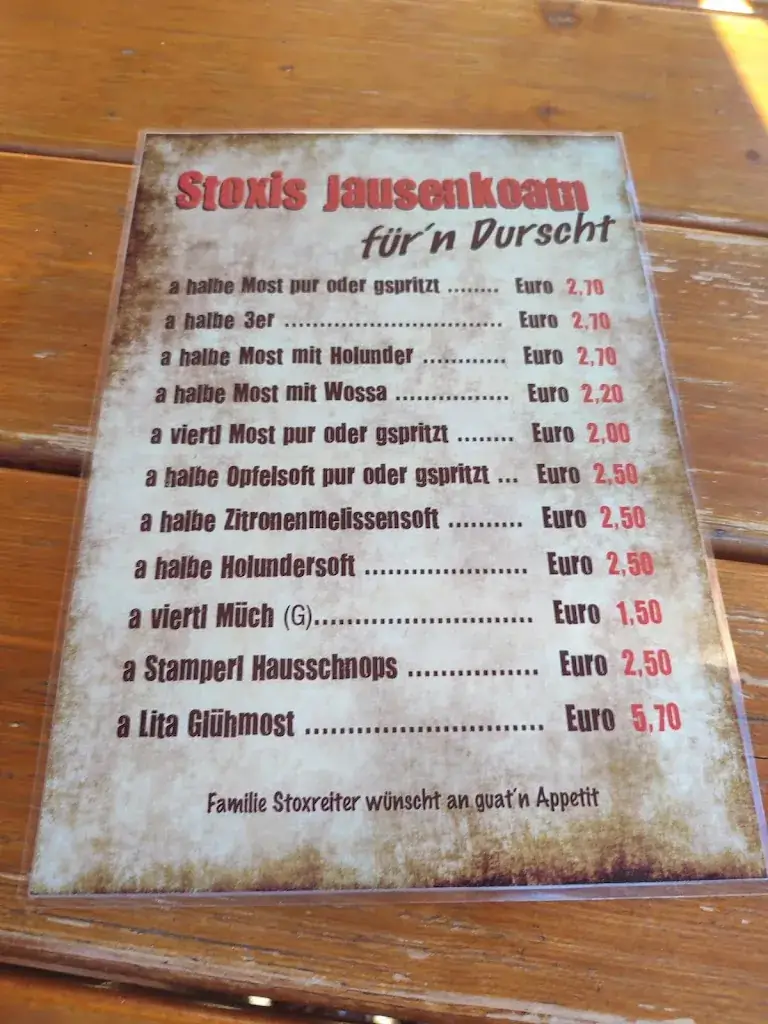 Stoxis Jausenkoatn
für'n Durscht
a halbe Most pur oder gspritzt ........ Euro 2,70
a halbe 3er ................................ Euro 2,70
a halbe Most mit Holunder ............ Euro 2,70
a halbe Most mit Wossa ................ Euro 2,20
a viertl Most pur oder gspritzt ........ Euro 2,00
a halbe Opfelsoft pur oder gspritzt ... Euro 2,50
a halbe Zitronenmelissensoft .......... Euro 2,50
a halbe Holundersoft ..................... Euro 2,50
a viertl Müch (G)............................ Euro 1,50
a Stamperl Hausschnops ................ Euro 2,50
a Lita Glühmost ............................ Euro 5,70
Familie Stoxreiter wünscht an guat'n Appetit